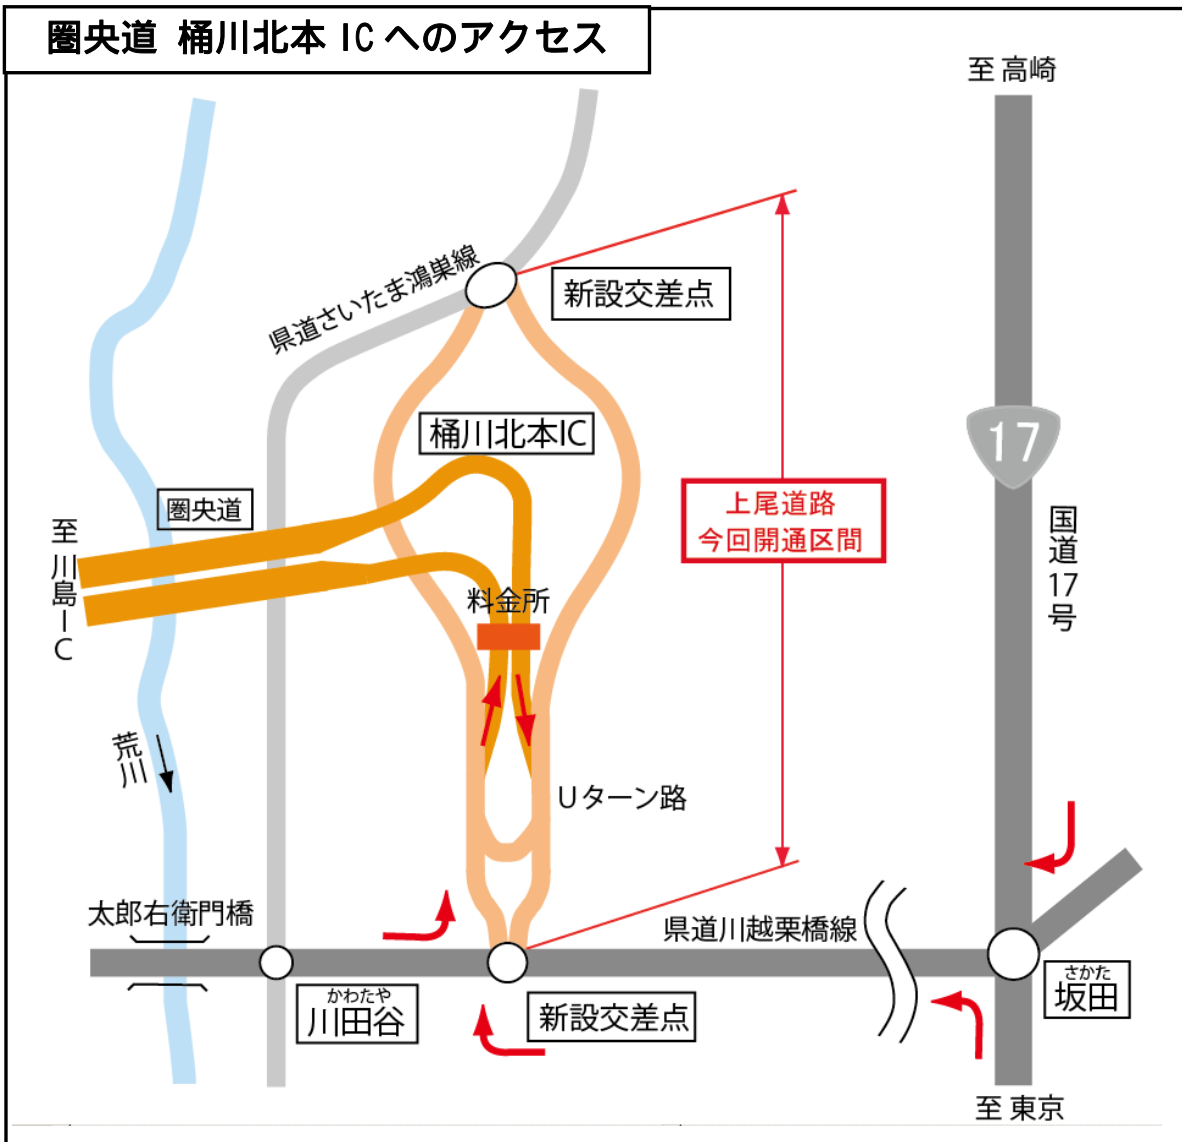 圏央道 桶川北本ICへのアクセス
至 高崎
県道さいたま鴻巣線
新設交差点
桶川北本IC
17
圏央道
上尾道路
今回開通区間
至 川島IC
国道17号
料金所
荒川
Uターン路
太郎右衛門橋
県道川越栗橋線
かわたや
川田谷
新設交差点
さかた
坂田
至 東京